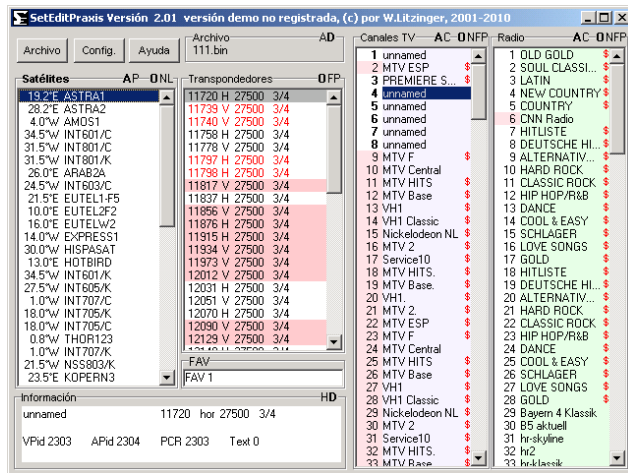 SetEditPraxis Versión 2.01 versión demo no registrada, (c) por W.Litzinger, 2001-2010
Archivo Config. Ayuda
Archivo AD
111.bin
Satélites AP ONL
19.2°E ASTRA1
28.2°E ASTRA2
4.0°W AMOS1
34.5°W INT601/C
31.5°W INT801/C
31.5°W INT801/K
26.0°E ARAB2A
24.5°W INT603/C
21.5°E EUTEL1-F5
10.0°E EUTEL2F2
16.0°E EUTELW2
14.0°W EXPRESS1
30.0°W HISPASAT
13.0°E HOTBIRD
34.5°W INT601/K
27.5°W INT605/K
1.0°W INT707/C
18.0°W INT705/K
18.0°W INT705/C
0.8°W THOR123
1.0°W INT707/K
21.5°W NSS803/K
23.5°E KOPERN3
Transpondedores OFP
11720 H 27500 3/4
11739 V 27500 3/4
11740 V 27500 3/4
11758 H 27500 3/4
11778 V 27500 3/4
11797 H 27500 3/4
11798 H 27500 3/4
11817 V 27500 3/4
11837 H 27500 3/4
11856 V 27500 3/4
11876 H 27500 3/4
11915 H 27500 3/4
11934 V 27500 3/4
11973 V 27500 3/4
12012 V 27500 3/4
12031 H 27500 3/4
12051 V 27500 3/4
12070 H 27500 3/4
12090 V 27500 3/4
12129 V 27500 3/4
FAV
FAV 1
Información HD
unnamed 11720 hor 27500 3/4
VPid 2303 APid 2304 PCR 2303 Text 0
Canales TV AC ONFP
1 unnamed
2 MTV ESP $
3 PREMIERE S... $
4 unnamed
5 unnamed
6 unnamed
7 unnamed
8 unnamed
9 MTV F $
10 MTV Central
11 MTV HITS $
12 MTV Base $
13 VH1 $
14 VH1 Classic $
15 Nickelodeon NL $
16 MTV 2 $
17 Service10 $
18 MTV HITS. $
19 MTV Base. $
20 VH1. $
21 MTV 2. $
22 MTV ESP $
23 MTV F $
24 MTV Central
25 MTV HITS $
26 MTV Base $
27 VH1 $
28 VH1 Classic $
29 Nickelodeon NL $
30 MTV 2 $
31 Service10 $
32 MTV HITS. $
33 MTV Base. $
Radio AC ONFP
1 OLD GOLD $
2 SOUL CLASSI... $
3 LATIN $
4 NEW COUNTRY $
5 COUNTRY $
6 CNN Radio
7 HITLISTE $
8 DEUTSCHE HI... $
9 ALTERNATIV... $
10 HARD ROCK $
11 CLASSIC ROCK $
12 HIP HOP/R&B $
13 DANCE $
14 COOL & EASY $
15 SCHLAGER $
16 LOVE SONGS $
17 GOLD $
18 HITLISTE $
19 DEUTSCHE HI... $
20 ALTERNATIV... $
21 HARD ROCK $
22 CLASSIC ROCK $
23 HIP HOP/R&B $
24 DANCE $
25 COOL & EASY $
26 SCHLAGER $
27 LOVE SONGS $
28 GOLD $
29 Bayern 4 Klassik
30 B5 aktuell
31 hr-skyline
32 hr2
33 hr-klassik